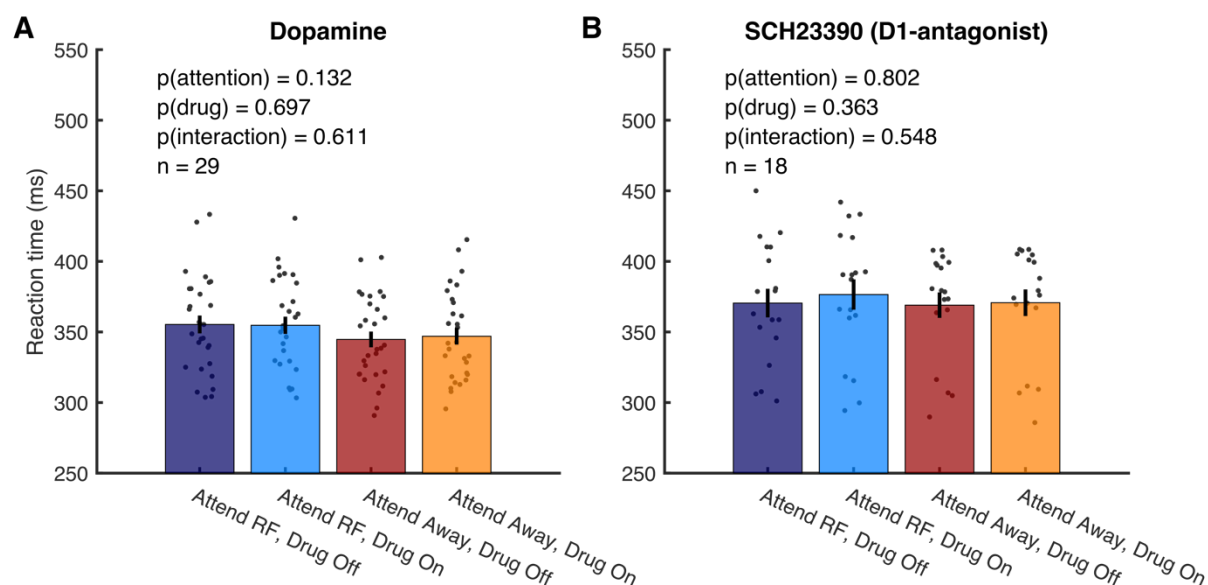 A
Dopamine
550
500
450
400
350
300
250
Reaction time (ms)
p(attention) = 0.132
p(drug) = 0.697
p(interaction) = 0.611
n = 29
Attend RF, Drug Off
Attend RF, Drug On
Attend Away, Drug Off
Attend Away, Drug On
B
SCH23390 (D1-antagonist)
550
500
450
400
350
300
250
p(attention) = 0.802
p(drug) = 0.363
p(interaction) = 0.548
n = 18
Attend RF, Drug Off
Attend RF, Drug On
Attend Away, Drug Off
Attend Away, Drug On